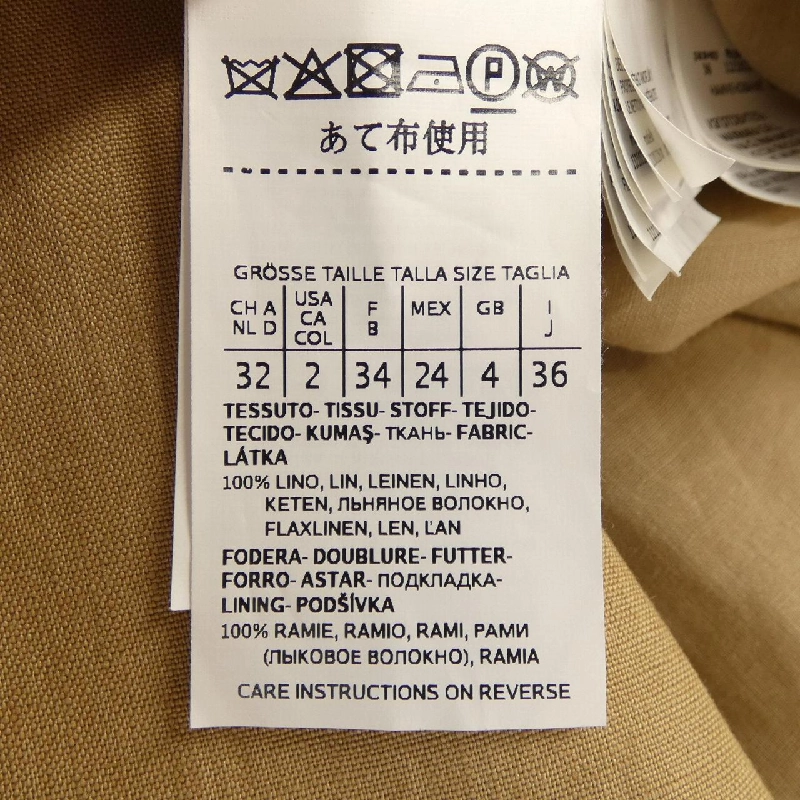 P
W
あて布使用
GRÖSSE TAILLE TALLA SIZE TAGLIA
CH A NL D USA CA COL F B MEX GB I J
32 2 34 24 4 36
TESSUTO- TISSU- STOFF- TEJIDO-
TECIDO- KUMAŞ- ТКАНЬ- FABRIC-
LÁTKA
100% LINO, LIN, LEINEN, LINHO,
KETEN, ЛЬНЯНОЕ ВОЛОКНО,
FLAXLINEN, LEN, ĽAN
FODERA- DOUBLURE- FUTTER-
FORRO- ASTAR- ПОДКЛАДКА-
LINING- PODŠÍVKA
100% RAMIE, RAMIO, RAMI, РАМИ
(ЛЫКОВОЕ ВОЛОКНО), RAMIA
CARE INSTRUCTIONS ON REVERSE